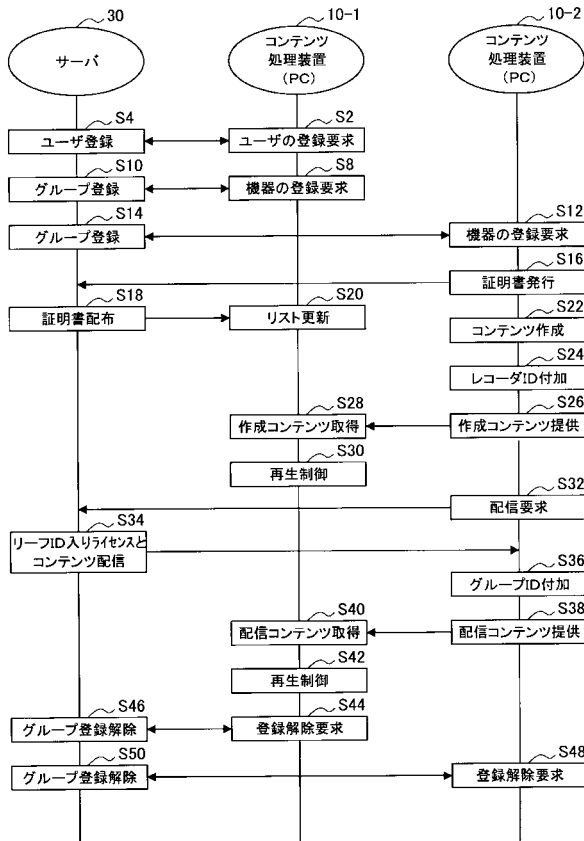 30
10-1
10-2
サーバ
コンテンツ
処理装置
(PC)
コンテンツ
処理装置
(PC)
S4
S2
ユーザ登録
ユーザの登録要求
S10
S8
グループ登録
機器の登録要求
S14
S12
グループ登録
機器の登録要求
S16
証明書発行
S18
S20
証明書配布
リスト更新
S22
コンテンツ作成
S24
レコーダID付加
S28
S26
作成コンテンツ取得
作成コンテンツ提供
S30
再生制御
S32
配信要求
S34
リーフID入りライセンスと
コンテンツ配信
S36
グループID付加
S40
S38
配信コンテンツ取得
配信コンテンツ提供
S42
再生制御
S46
S44
グループ登録解除
登録解除要求
S50
S48
グループ登録解除
登録解除要求